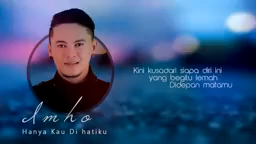 Kini kusadari siapa diri ini
yang begitu lemah
Didepan matamu
Imho
Hanya Kau Di hatiku